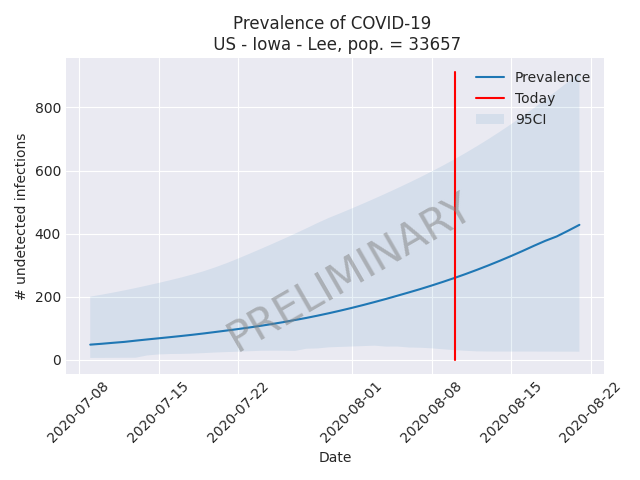 Prevalence of COVID-19
US - Iowa - Lee, pop. = 33657
Prevalence
Today
95CI
800
600
400
200
0
# undetected infections
PRELIMINARY
2020-07-08
2020-07-15
2020-07-22
2020-08-01
2020-08-08
2020-08-15
2020-08-22
Date